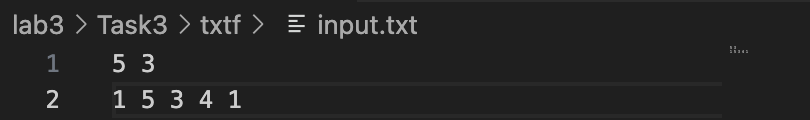 lab3 > Task3 > txtf > input.txt
1 5 3
2 1 5 3 4 1